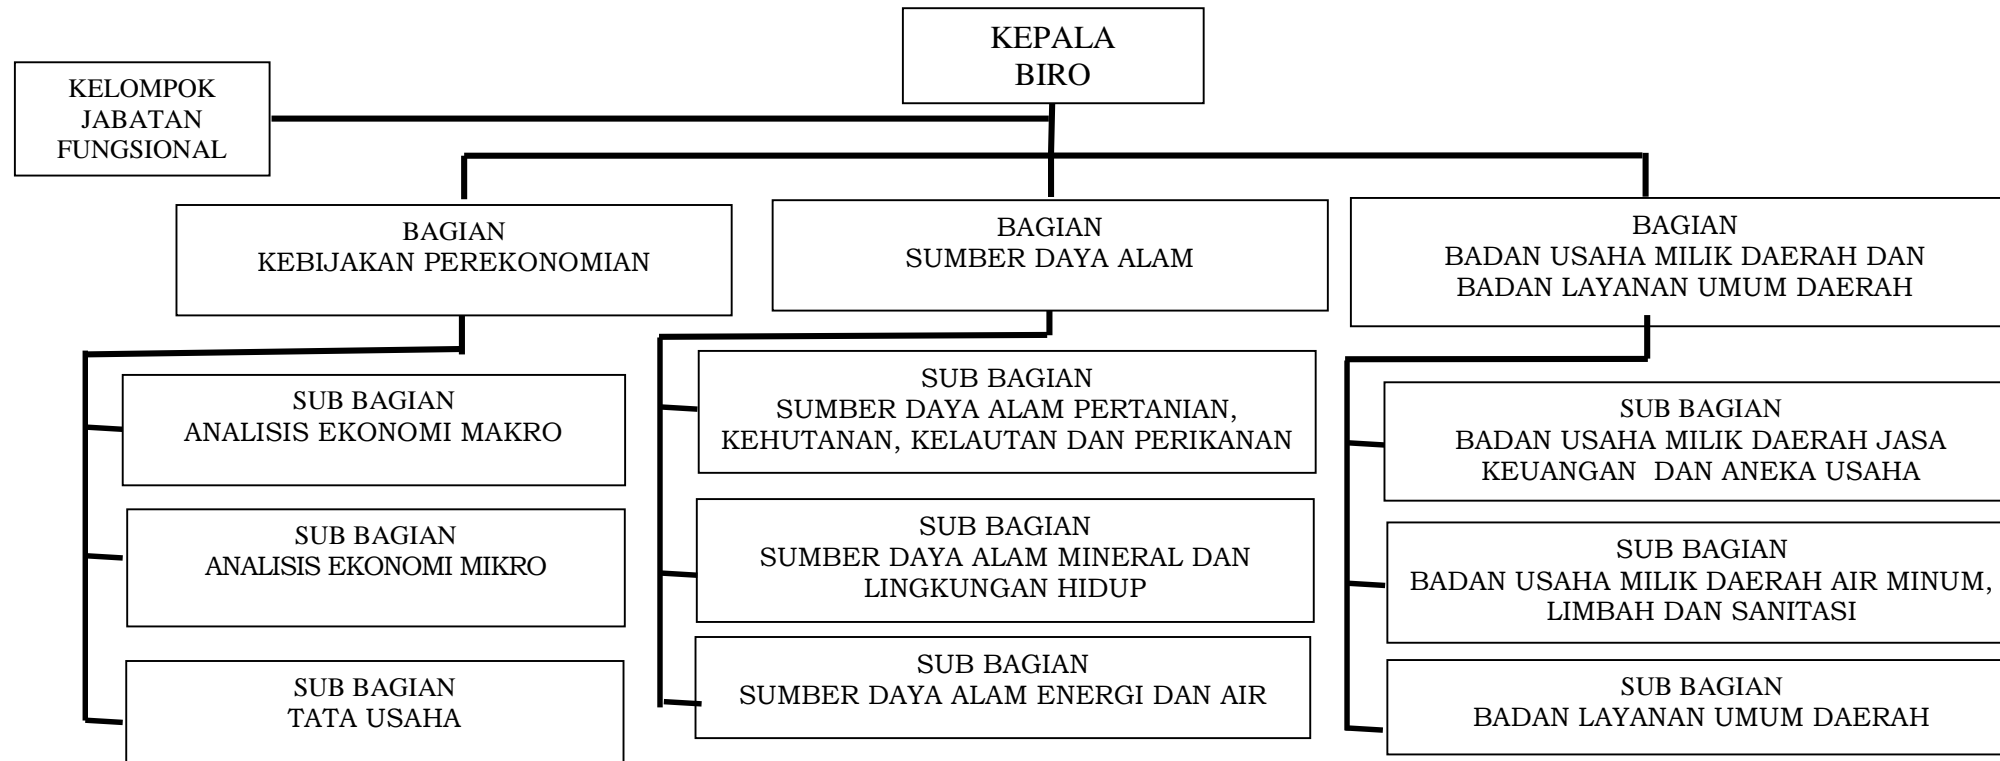 KEPALA
BIRO
KELOMPOK
JABATAN
FUNGSIONAL
BAGIAN
KEBIJAKAN PEREKONOMIAN
BAGIAN
SUMBER DAYA ALAM
BAGIAN
BADAN USAHA MILIK DAERAH DAN
BADAN LAYANAN UMUM DAERAH
SUB BAGIAN
ANALISIS EKONOMI MAKRO
SUB BAGIAN
ANALISIS EKONOMI MIKRO
SUB BAGIAN
TATA USAHA
SUB BAGIAN
SUMBER DAYA ALAM PERTANIAN,
KEHUTANAN, KELAUTAN DAN PERIKANAN
SUB BAGIAN
SUMBER DAYA ALAM MINERAL DAN
LINGKUNGAN HIDUP
SUB BAGIAN
SUMBER DAYA ALAM ENERGI DAN AIR
SUB BAGIAN
BADAN USAHA MILIK DAERAH JASA
KEUANGAN  DAN ANEKA USAHA
SUB BAGIAN
BADAN USAHA MILIK DAERAH AIR MINUM,
LIMBAH DAN SANITASI
SUB BAGIAN
BADAN LAYANAN UMUM DAERAH